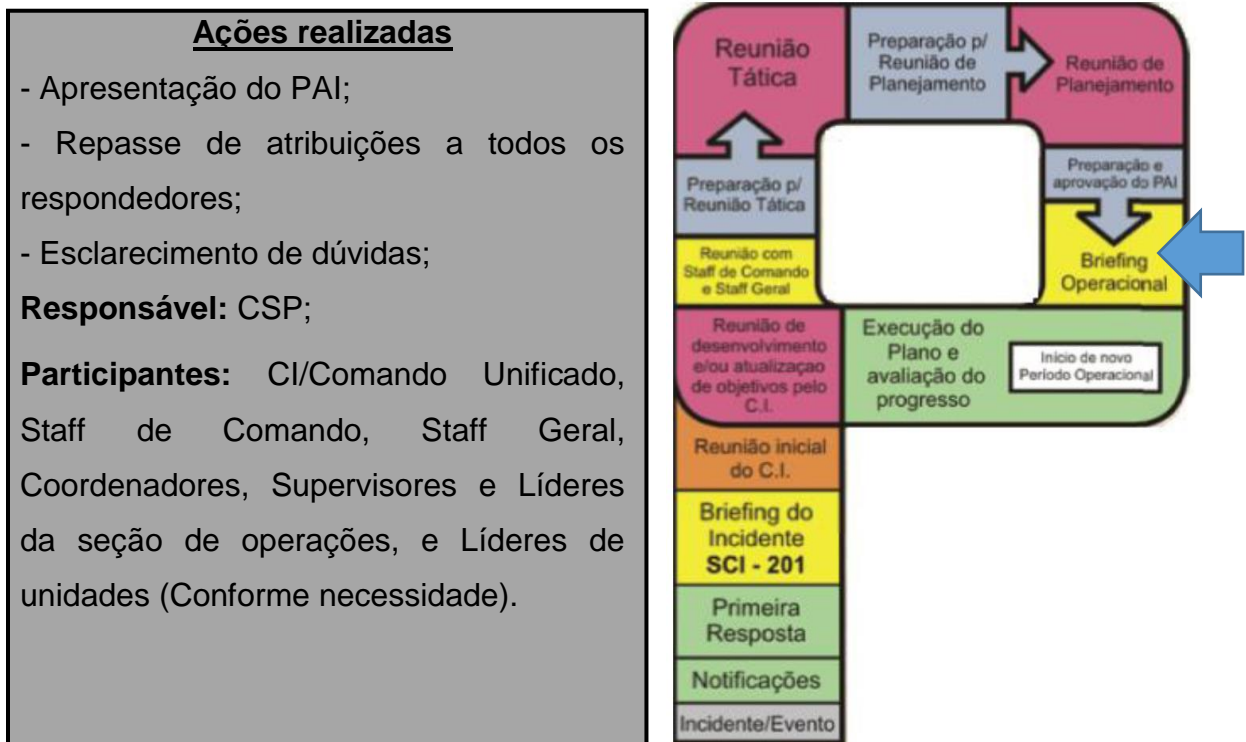 Ações realizadas
- Apresentação do PAI;
- Repasse de atribuições a todos os
respondedores;
- Esclarecimento de dúvidas;
Responsável: CSP;
Participantes: CI/Comando Unificado,
Staff de Comando, Staff Geral,
Coordenadores, Supervisores e Líderes
da seção de operações, e Líderes de
unidades (Conforme necessidade).
Reunião
Tática
Preparação p/
Reunião de
Planejamento
Reunião de
Planejamento
Preparação p/
Reunião Tática
Preparação e
aprovação do PAI
Reunião com
Staff de Comando
e Staff Geral
Briefing
Operacional
Reunião de
desenvolvimento
e/ou atualizaçao
de objetivos pelo
C.I.
Execução do
Plano e
avaliação do
progresso
Início de novo
Período Operacional
Reunião inicial
do C.I.
Briefing do
Incidente
SCI - 201
Primeira
Resposta
Notificações
Incidente/Evento